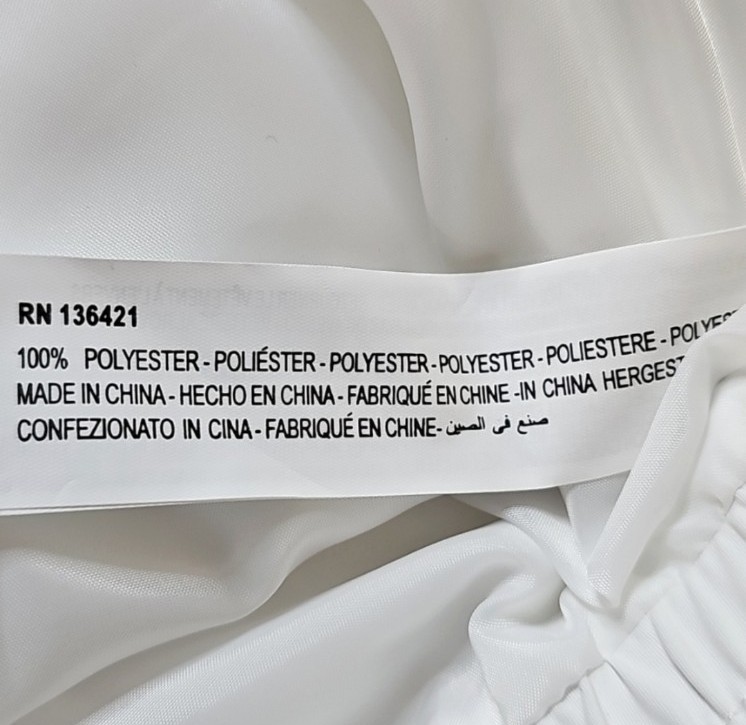 RN 136421
100% POLYESTER - POLIÉSTER - POLYESTER - POLYESTER - POLIESTERE -
MADE IN CHINA - HECHO EN CHINA - FABRIQUÉ EN CHINE - IN CHINA
CONFEZIONATO IN CINA - FABRIQUÉ EN CHINE - صنع فى الصين